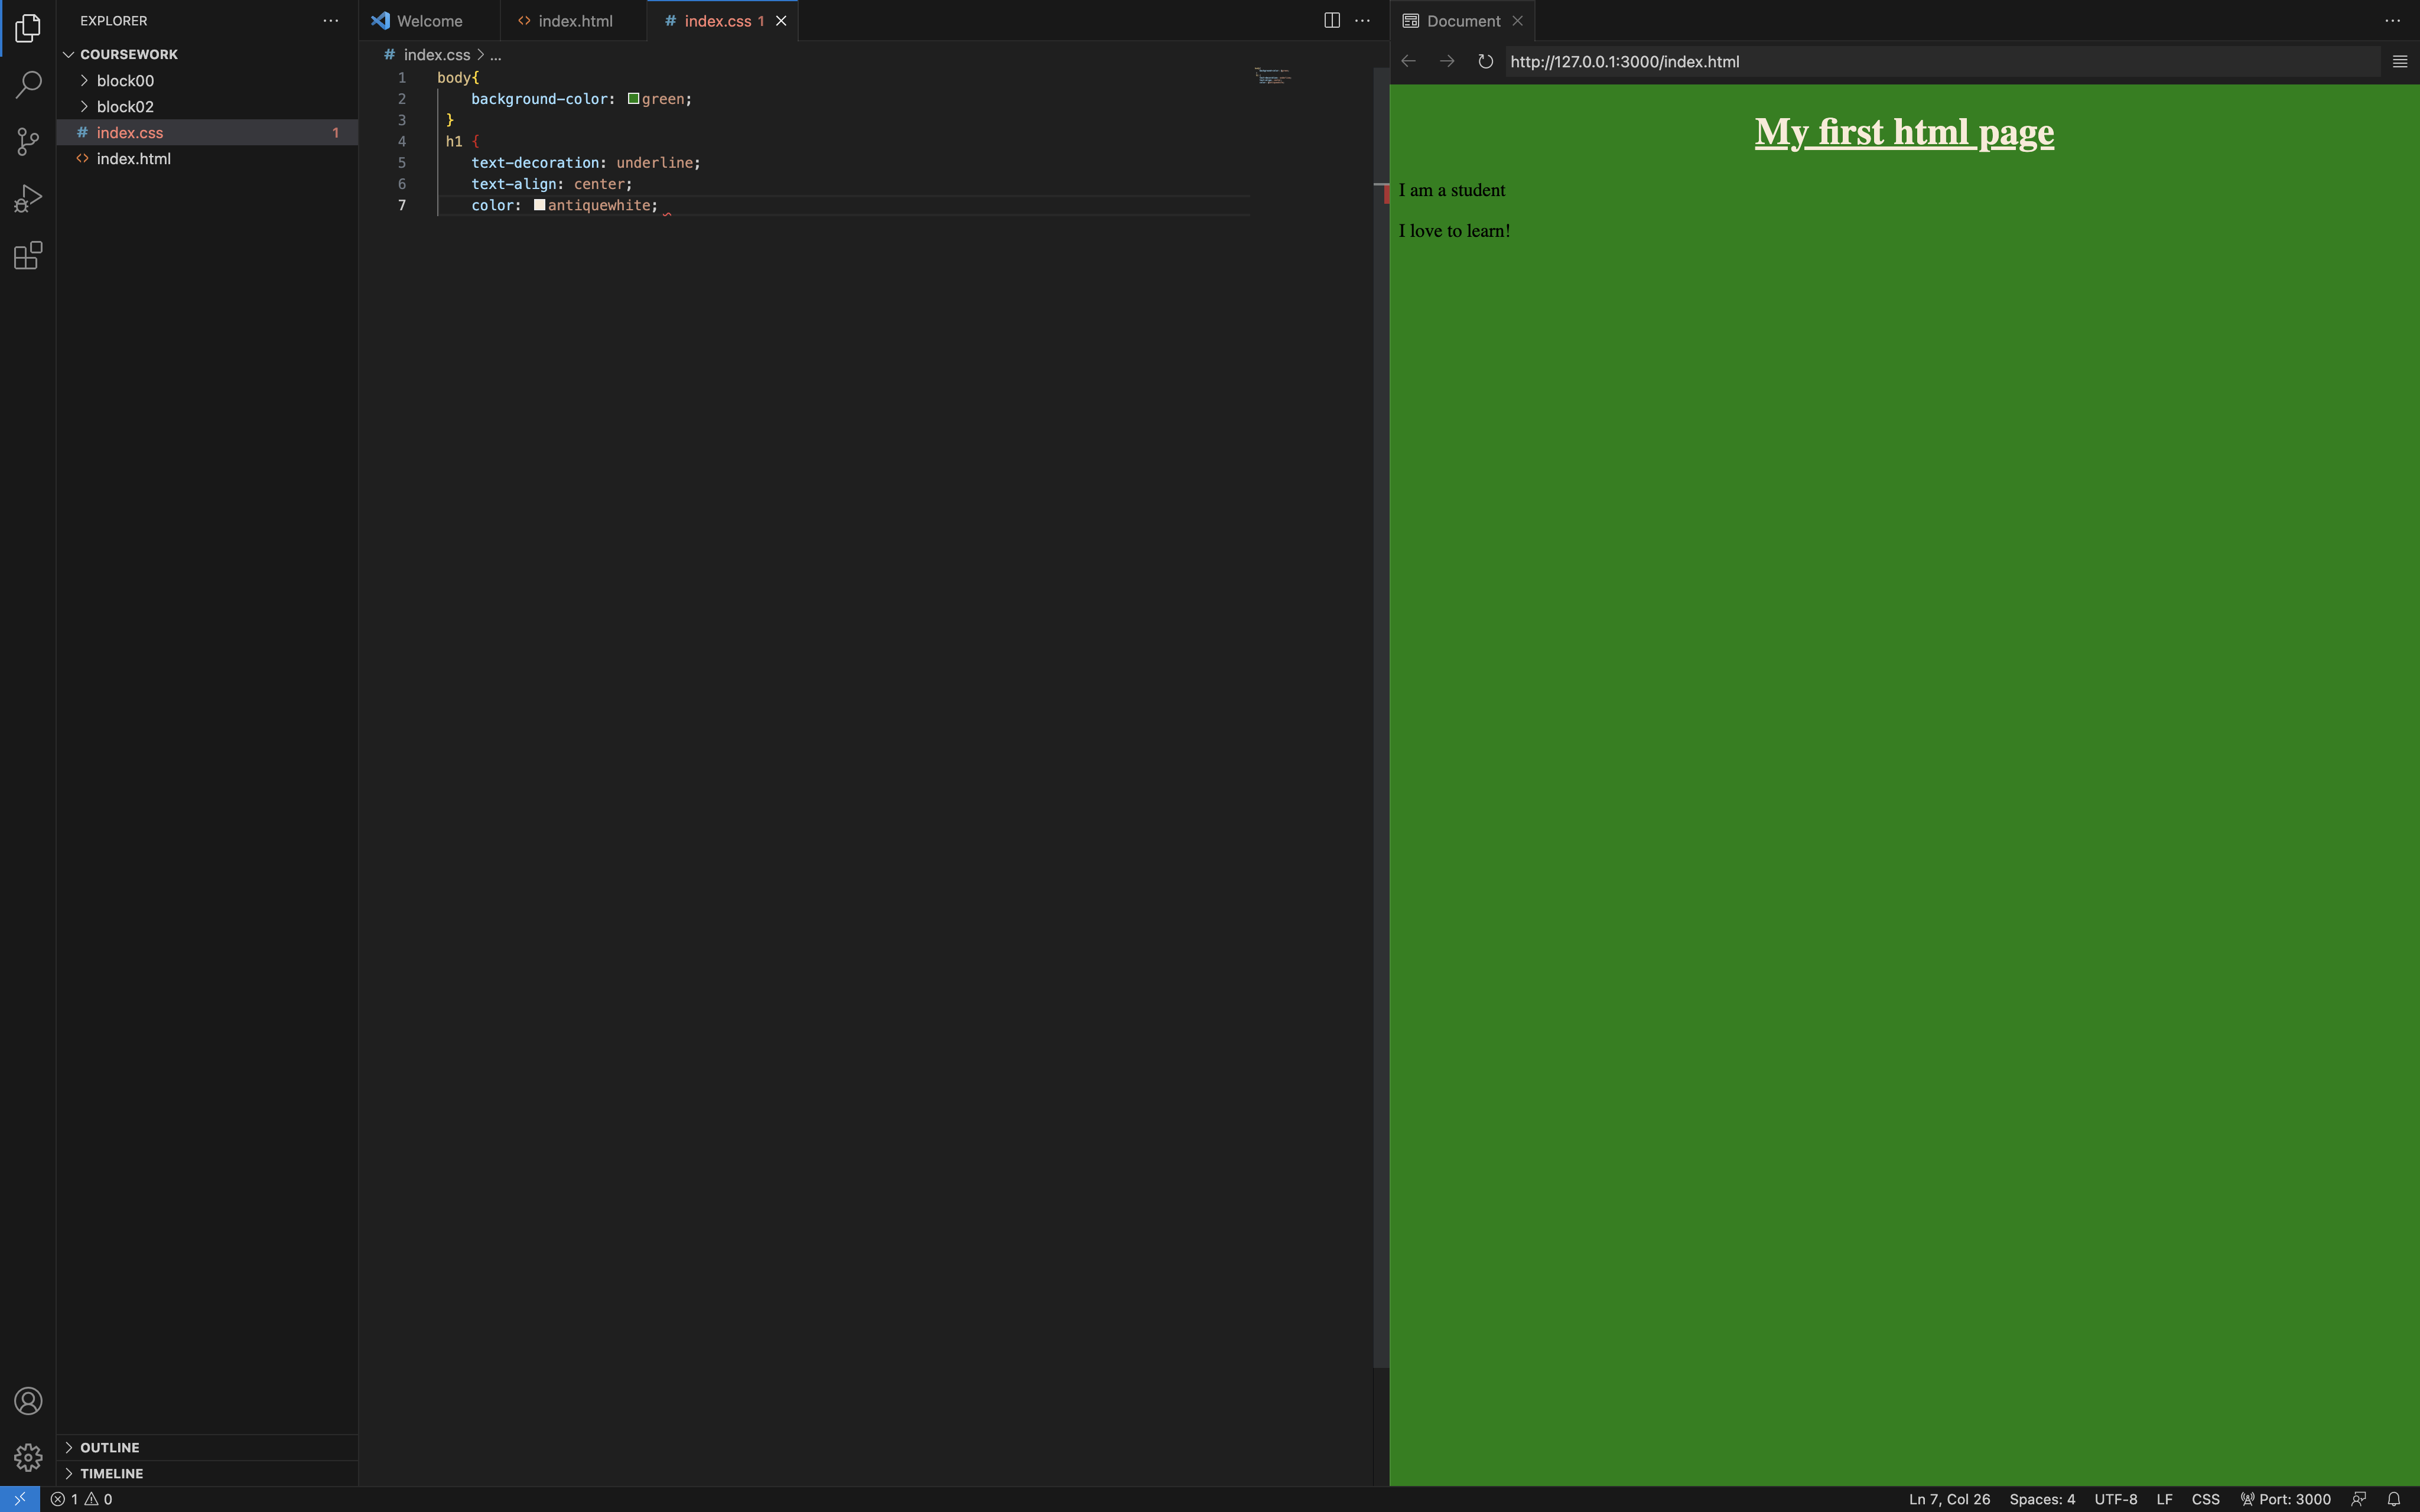 EXPLORER
COURSEWORK
block00
block02
# index.css 1
<> index.html
OUTLINE
TIMELINE
Welcome
<> index.html
# index.css 1
# index.css > ...
1 body{
2 background-color: green;
3 }
4 h1 {
5 text-decoration: underline;
6 text-align: center;
7 color: antiquewhite;
Document
http://127.0.0.1:3000/index.html
My first html page
I am a student
I love to learn!
1 0
Ln 7, Col 26 Spaces: 4 UTF-8 LF CSS Port: 3000